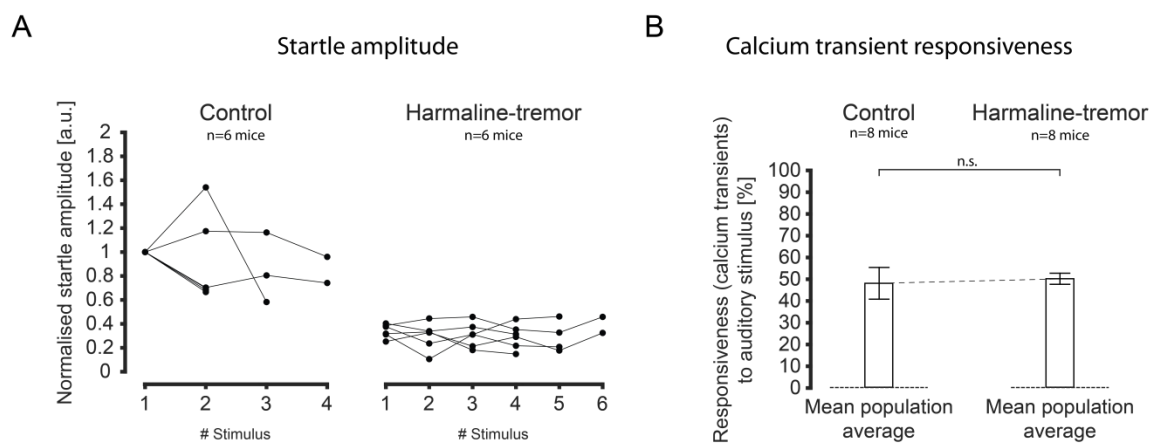 A
Startle amplitude
Control
n=6 mice
Harmaline-tremor
n=6 mice
Normalised startle amplitude [a.u.]
2
1.8
1.6
1.4
1.2
1
0.8
0.6
0.4
0.2
0
1 2 3 4
# Stimulus
1 2 3 4 5 6
# Stimulus
B
Calcium transient responsiveness
Control
n=8 mice
Harmaline-tremor
n=8 mice
n.s.
Responsiveness (calcium transients)
to auditory stimulus [%]
100
90
80
70
60
50
40
30
20
10
0
Mean population
average
Mean population
average